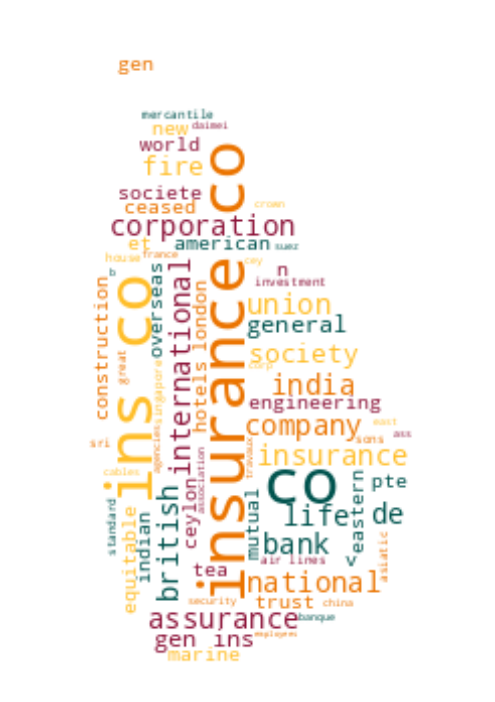 gen
mercantile
new daimei
world
fire
societe
ceased crown
corporation
et american suez
house france cey
b
n
investment
insurance co
ins co
international
overseas
construction
hotels london
union
general
society
great
singapore
corp
india
engineering
company east
sons ass
sri
agencies
travaux
association
insurance
cables
co
pte
eastern
standard
equitable
indian
british
ceylon
mutual
life de
bank
v
asiatic
air lines
tea
national
security trust china
assurance banque
gen ins employees
marine